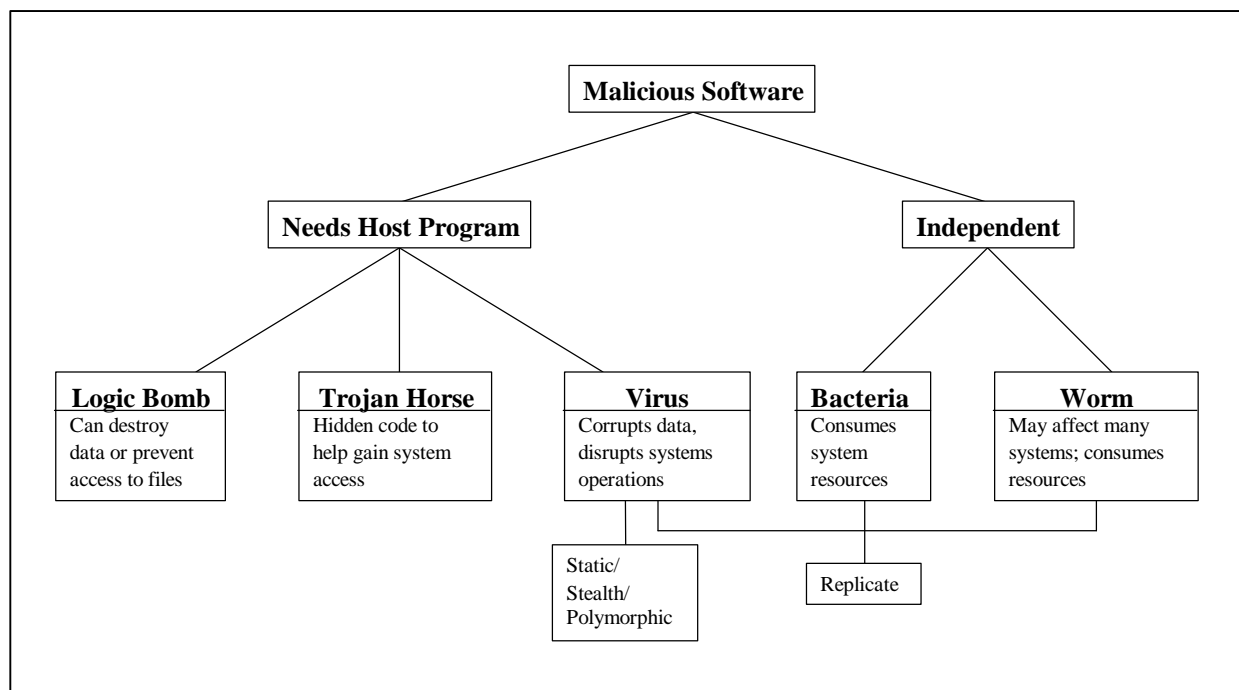 Malicious Software
Needs Host Program
Independent
Logic Bomb
Can destroy
data or prevent
access to files
Trojan Horse
Hidden code to
help gain system
access
Virus
Corrupts data,
disrupts systems
operations
Bacteria
Consumes
system
resources
Worm
May affect many
systems; consumes
resources
Static/
Stealth/
Polymorphic
Replicate